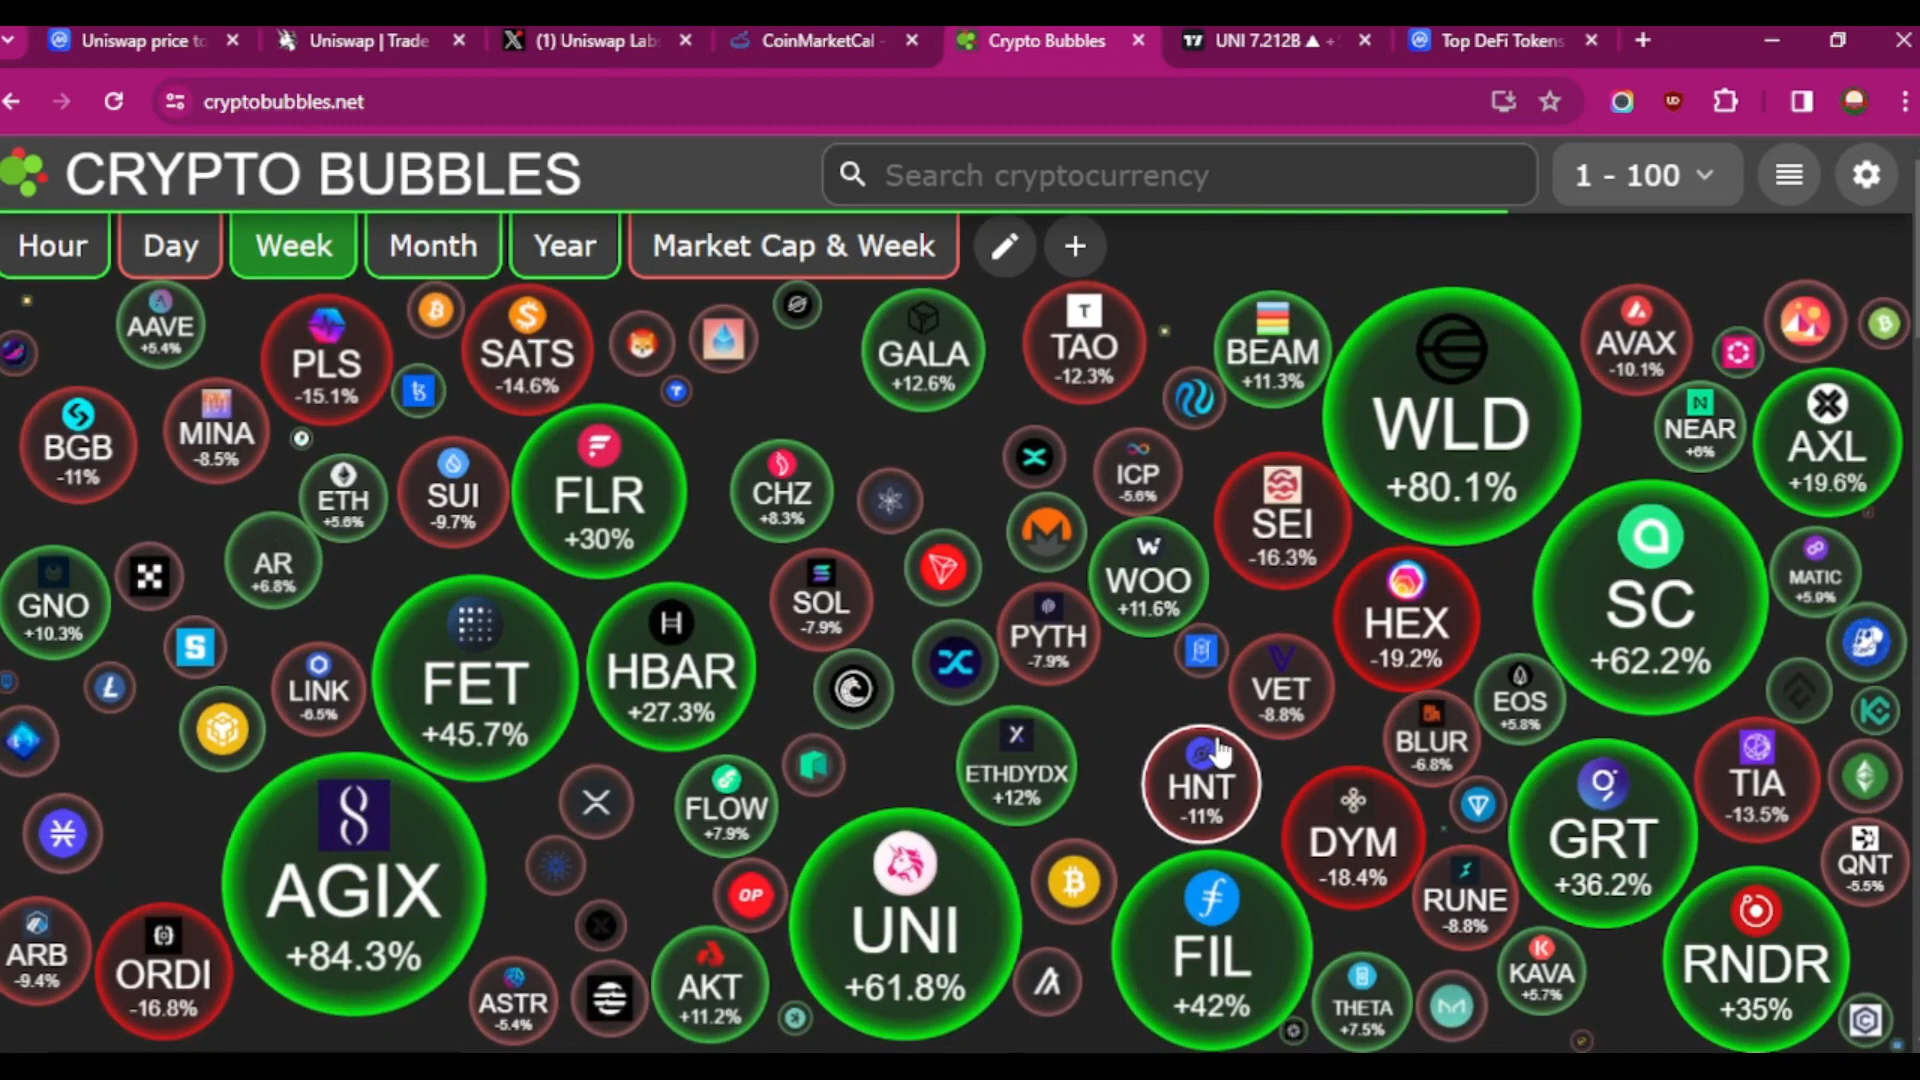 Uniswap price to
Uniswap | Trade
(1) Uniswap Lab
CoinMarketCal -
Crypto Bubbles
UNI 7.212B ▲ +
Top DeFi Tokens
cryptobubbles.net
CRYPTO BUBBLES
Search cryptocurrency
1 - 100
Hour
Day
Week
Month
Year
Market Cap & Week
AAVE
+5.4%
PLS
-15.1%
SATS
-14.6%
GALA
+12.6%
TAO
-12.3%
BEAM
+11.3%
WLD
+80.1%
AVAX
-10.1%
BGB
-11%
MINA
-8.5%
ETH
+5.6%
SUI
-9.7%
FLR
+30%
CHZ
+8.3%
ICP
-5.6%
SEI
-16.3%
NEAR
+6%
AXL
+19.6%
GNO
+10.3%
AR
+6.8%
SOL
-7.9%
WOO
+11.6%
PYTH
-7.9%
HEX
-19.2%
SC
+62.2%
MATIC
+5.9%
LINK
-6.5%
FET
+45.7%
HBAR
+27.3%
VET
-8.8%
EOS
+5.8%
BLUR
-6.8%
FLOW
+7.9%
ETHDYDX
+12%
HNT
-11%
DYM
-18.4%
GRT
+36.2%
TIA
-13.5%
QNT
-5.5%
AGIX
+84.3%
OP
UNI
+61.8%
FIL
+42%
RUNE
-8.8%
ARB
-9.4%
ORDI
-16.8%
ASTR
-5.4%
AKT
+11.2%
THETA
+7.5%
KAVA
+5.7%
RNDR
+35%